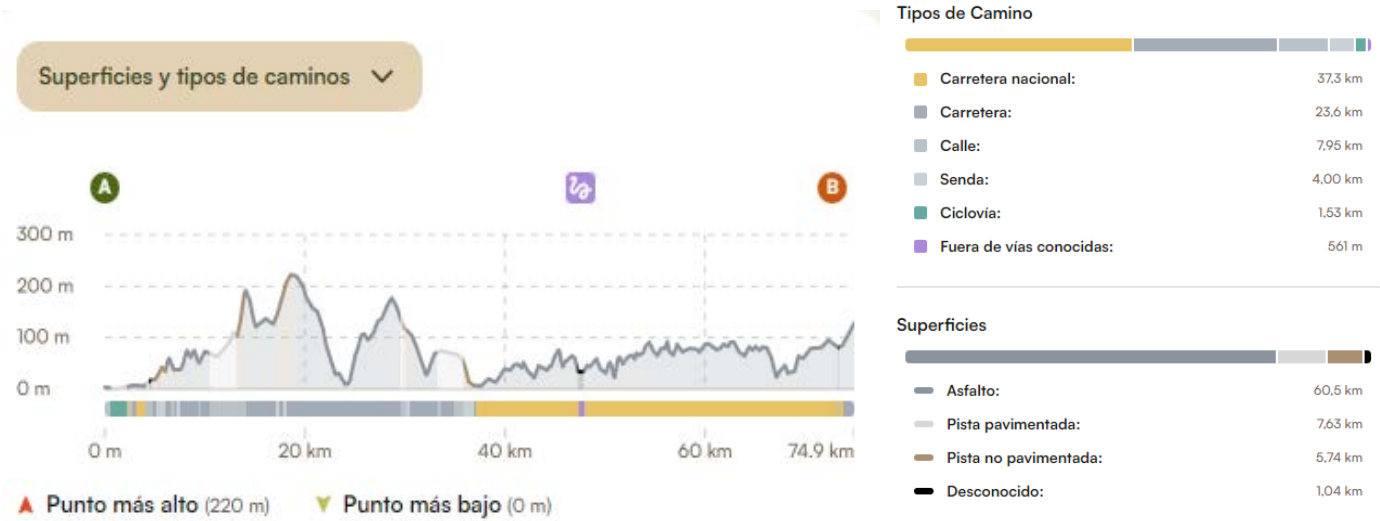 Superficies y tipos de caminos
A
B
300 m
200 m
100 m
0 m
0 m
20 km
40 km
60 km
74.9 km
Punto más alto (220 m)
Punto más bajo (0 m)
Tipos de Camino
Carretera nacional: 37,3 km
Carretera: 23,6 km
Calle: 7,95 km
Senda: 4,00 km
Ciclovía: 1,53 km
Fuera de vías conocidas: 561 m
Superficies
Asfalto: 60,5 km
Pista pavimentada: 7,63 km
Pista no pavimentada: 5,74 km
Desconocido: 1,04 km